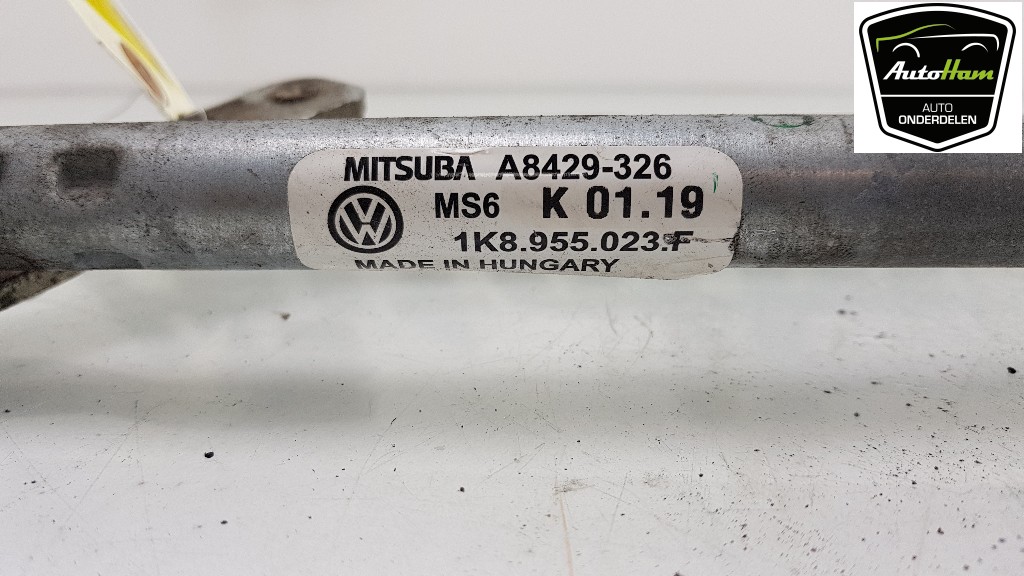 MITSUBA A8429-326
MS6 K 01.19
1K8.955.023.F
MADE IN HUNGARY
AutoHam
AUTO
ONDERDELEN